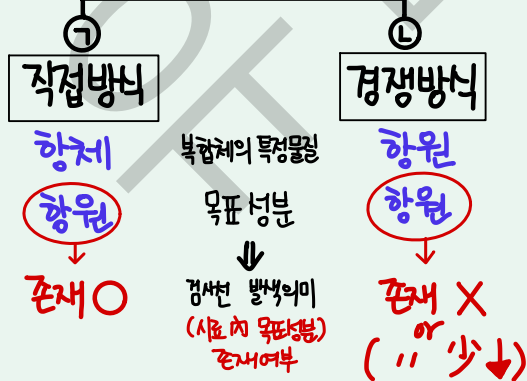 ㄱ ㄴ
직접방식 경쟁방식
항체 복합체의 특정물질 항원
항원 목표 성분 항원
⇓
존재 ○ 검사선 발색의미 존재 X
(시료 內 목표성분) or
존재여부 ( 〃 少↓)